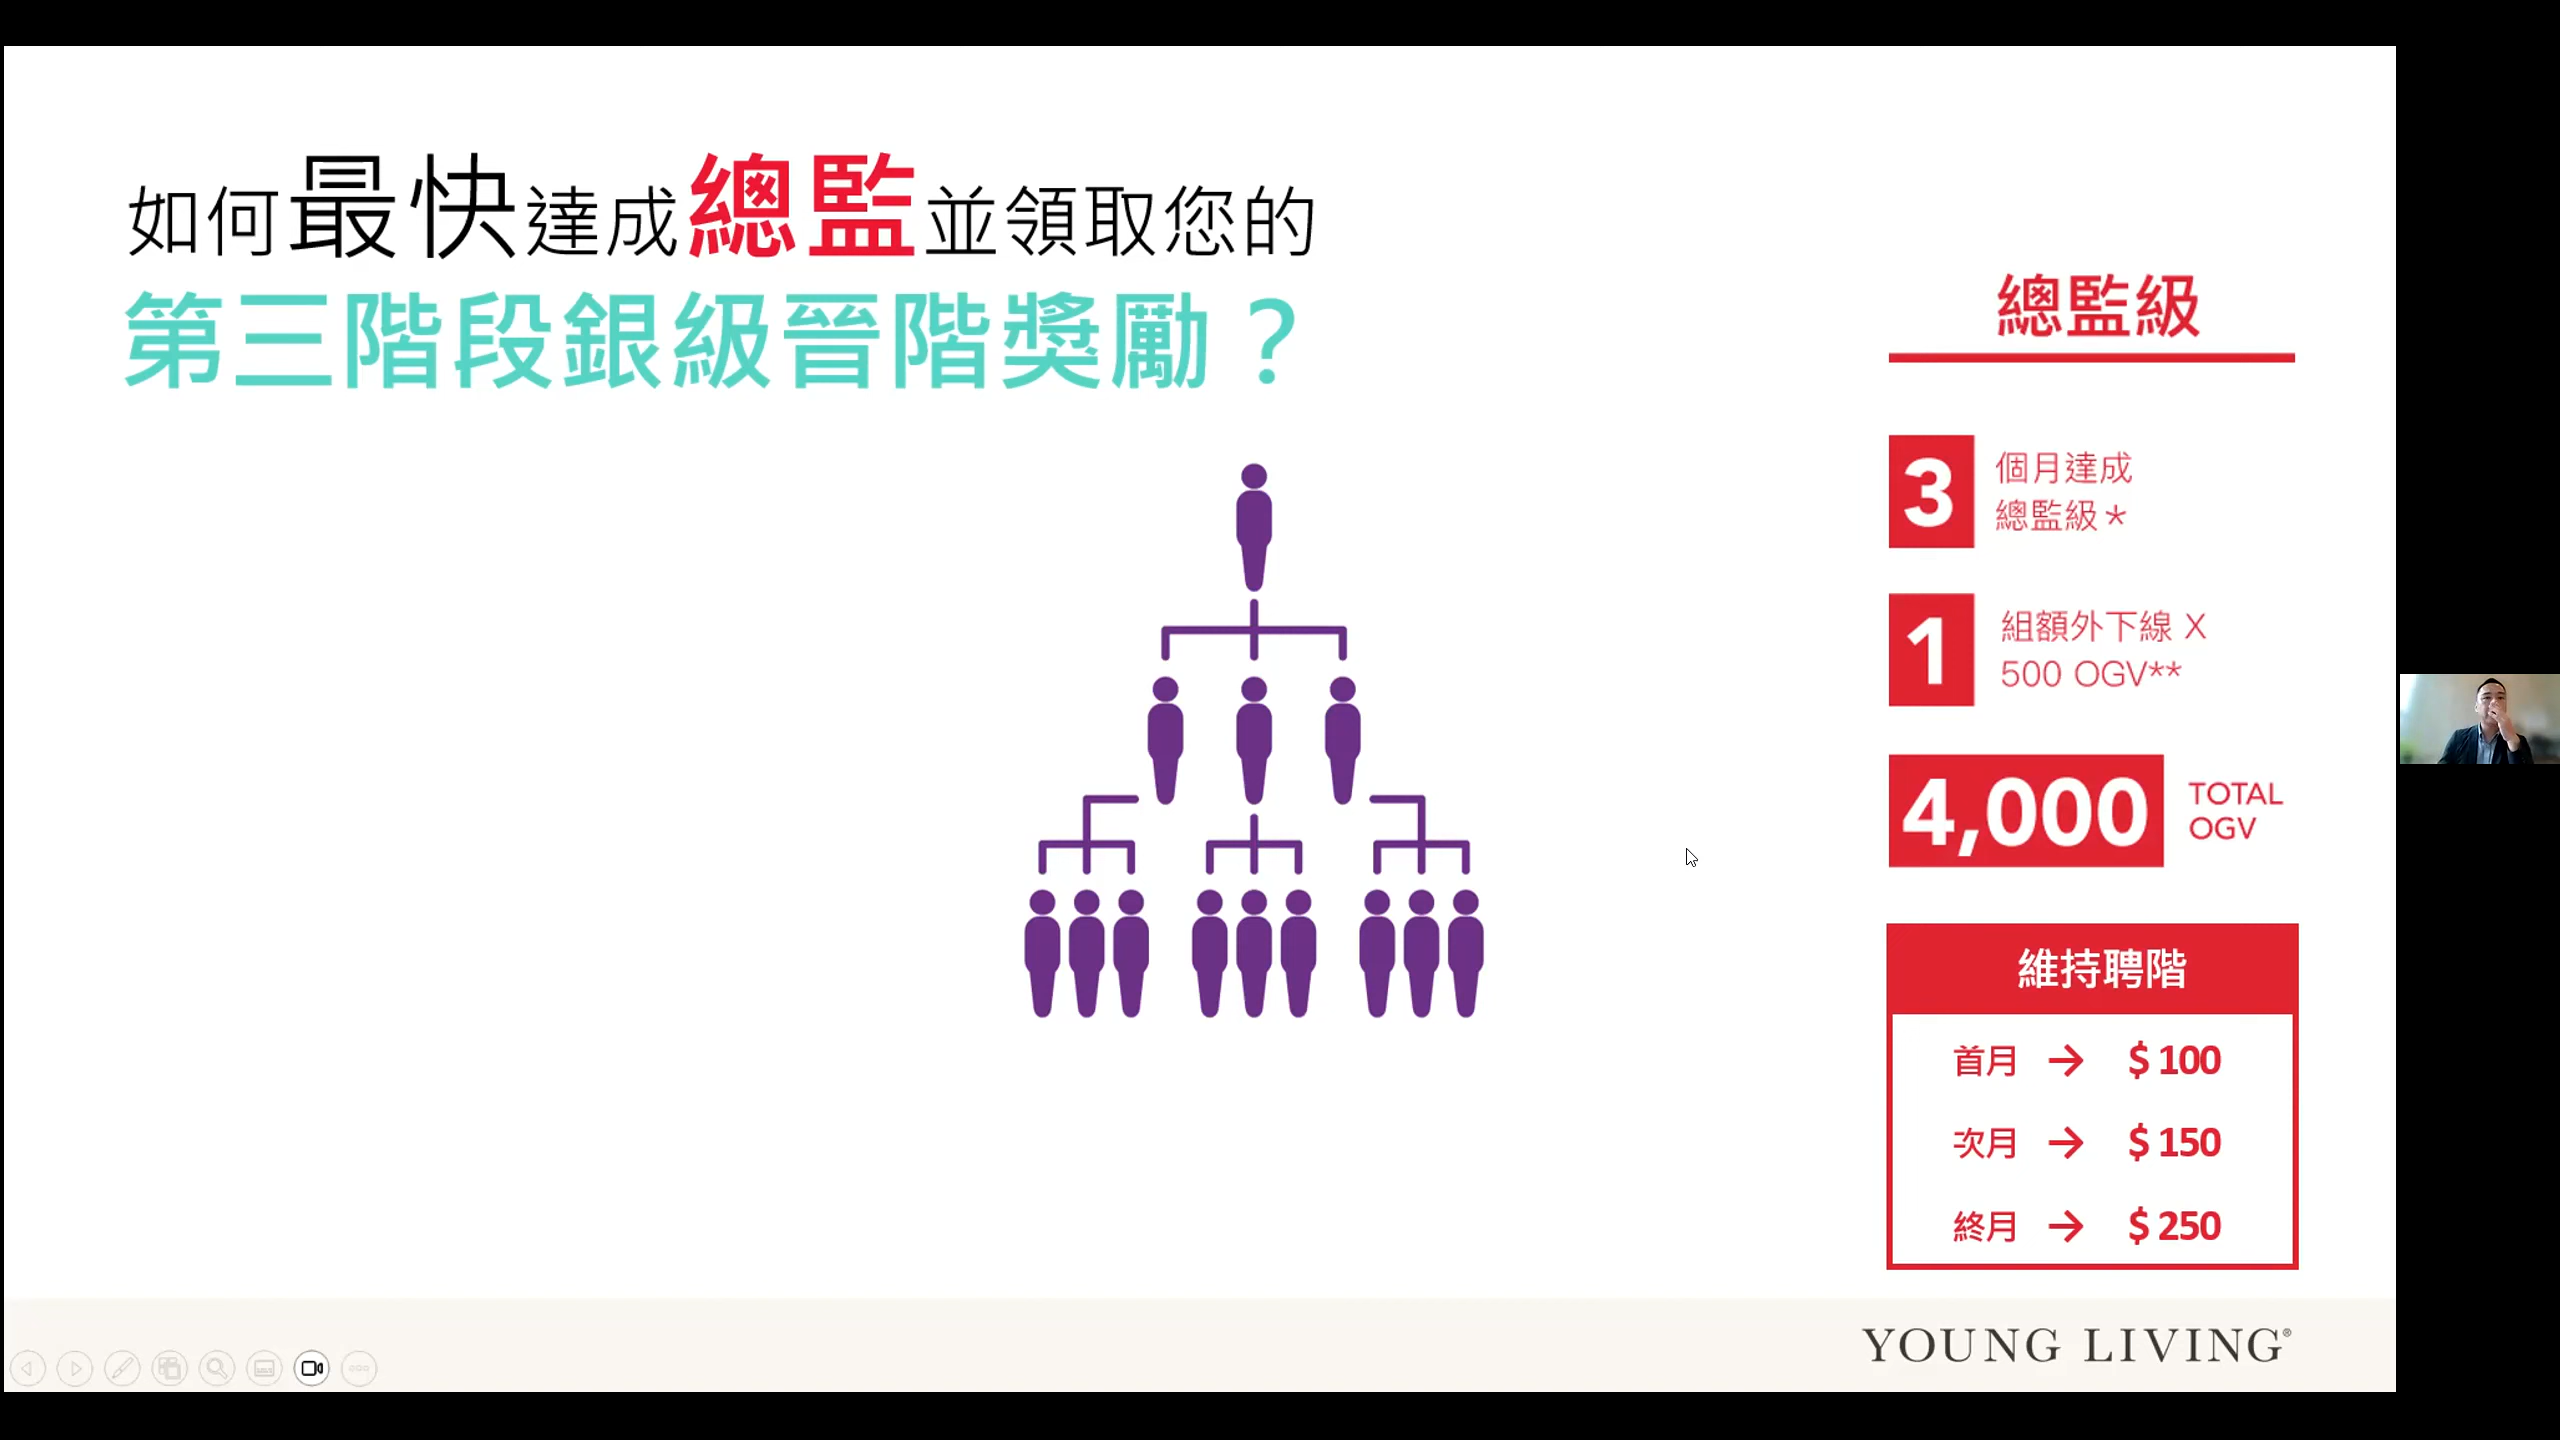 如何最快達成總監並領取您的
第三階段銀級晉階獎勵？
總監級
3 個月達成
總監級＊
1 組額外下線 X
500 OGV**
4,000 TOTAL
OGV
維持聘階
首月 → $ 100
次月 → $ 150
終月 → $ 250
YOUNG LIVING®